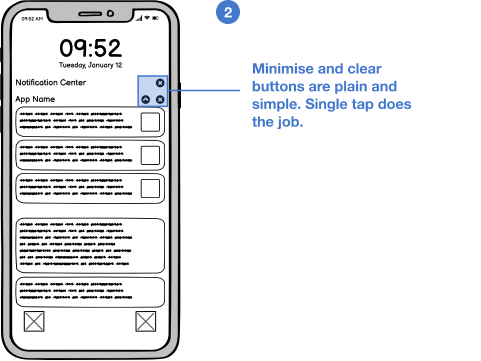 2
09:52 AM
09:52
Tuesday, January 12
Notification Center
App Name
Minimise and clear
buttons are plain and
simple. Single tap does
the job.